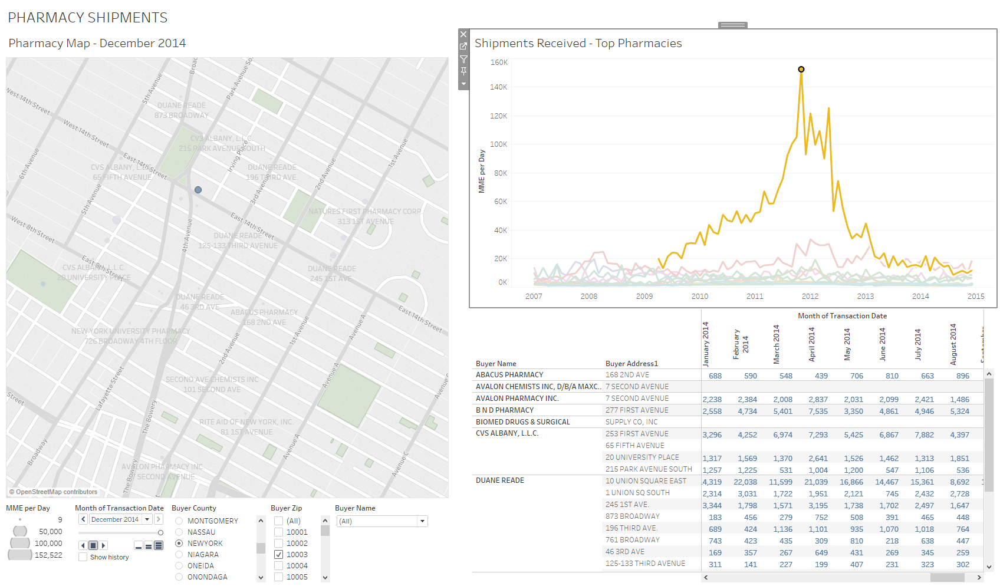 PHARMACY SHIPMENTS
Pharmacy Map - December 2014
West 14th Street
5th Avenue
Park Avenue So
DUANE READE
873 BROADWAY
West 14th Street
CVS ALBANY, L.L.C.
215 PARK AVENUE SOUTH
1st Avenue
6th Avenue
East 14th Street
Irving Place
CVS ALBANY, L.L.C.
65 FIFTH AVENUE
DUANE READE
196 THIRD AVE.
2nd Avenue
3rd Avenue
5th Avenue
NATURES FIRST PHARMACY CORP.
313 1ST AVENUE
West 8th Street
4th Avenue
East 14th Street
DUANE READE
125-133 THIRD AVENUE
East 8th Street
CVS ALBANY, L.L.C.
20 UNIVERSITY PLACE
DUANE READE
245 1ST AVE.
DUANE READE
46 3RD AVE
ABACUS PHARMACY
168 2ND AVE
East 14th Street
NEW YORK UNIVERSITY PHARMACY
726 BROADWAY 4TH FLOOR
1st Avenue
Avenue A
2nd Avenue
SECOND AVE CHEMISTS INC
101 SECOND AVE
Avenue A
Avenue C
Lafayette Street
Street
The Bowery
RITE AID OF NEW YORK, INC.
81 1ST AVENUE
Avenue A
Broadway
Avenue C
AVALON PHARMACY INC.
SECOND AVENUE
The Bowery
© OpenStreetMap contributors
MME per Day
9
50,000
100,000
152,522
Month of Transaction Date
December 2014
Show history
Buyer County
MONTGOMERY
NASSAU
NEWYORK
NIAGARA
ONEIDA
ONONDAGA
Buyer Zip
(All)
10001
10002
10003
10004
10005
Buyer Name
(All)
Shipments Received - Top Pharmacies
MME per Day
160K
140K
120K
100K
80K
60K
40K
20K
0K
2007 2008 2009 2010 2011 2012 2013 2014 2015
Month of Transaction Date
Buyer Name Buyer Address1 January 2014 February 2014 March 2014 April 2014 May 2014 June 2014 July 2014 August 2014
ABACUS PHARMACY 168 2ND AVE 688 590 548 439 706 810 663 896
AVALON CHEMISTS INC, D/B/A MAXC.. 7 SECOND AVENUE
AVALON PHARMACY INC. 7 SECOND AVENUE 2,238 2,384 2,008 2,837 2,031 2,099 2,421 1,486
B N D PHARMACY 277 FIRST AVENUE 2,558 4,734 5,401 7,535 3,350 4,861 4,946 5,324
BIOMED DRUGS & SURGICAL SUPPLY CO, INC
CVS ALBANY, L.L.C. 253 FIRST AVENUE 3,296 4,252 6,974 7,293 5,425 6,867 7,882 4,397
65 FIFTH AVENUE
20 UNIVERSITY PLACE 1,317 1,569 1,370 2,641 1,526 1,462 1,313 1,851
215 PARK AVENUE SOUTH 1,257 1,225 531 1,004 1,200 547 1,106 536
DUANE READE 10 UNION SQUARE EAST 4,319 22,038 11,599 21,039 16,866 14,467 15,361 8,692
1 UNION SQ SOUTH 2,314 3,031 1,722 1,951 2,121 745 2,432 2,728
245 1ST AVE. 3,344 1,798 1,571 3,195 1,738 1,702 2,497 1,647
873 BROADWAY 183 456 279 752 508 391 465 448
196 THIRD AVE. 689 424 1,136 1,101 935 1,070 1,018 764
761 BROADWAY 743 423 435 309 810 218 638 447
46 3RD AVE 169 357 267 649 431 269 345 259
125-133 THIRD AVENUE 311 141 227 199 407 231 323 302